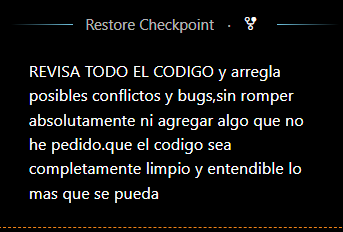 Restore Checkpoint ·
REVISA TODO EL CODIGO y arregla
posibles conflictos y bugs,sin romper
absolutamente ni agregar algo que no
he pedido.que el codigo sea
completamente limpio y entendible lo
mas que se pueda